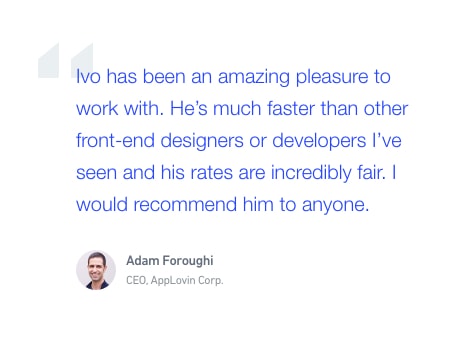 Ivo has been an amazing pleasure to
work with. He’s much faster than other
front-end designers or developers I’ve
seen and his rates are incredibly fair. I
would recommend him to anyone.
Adam Foroughi
CEO, AppLovin Corp.